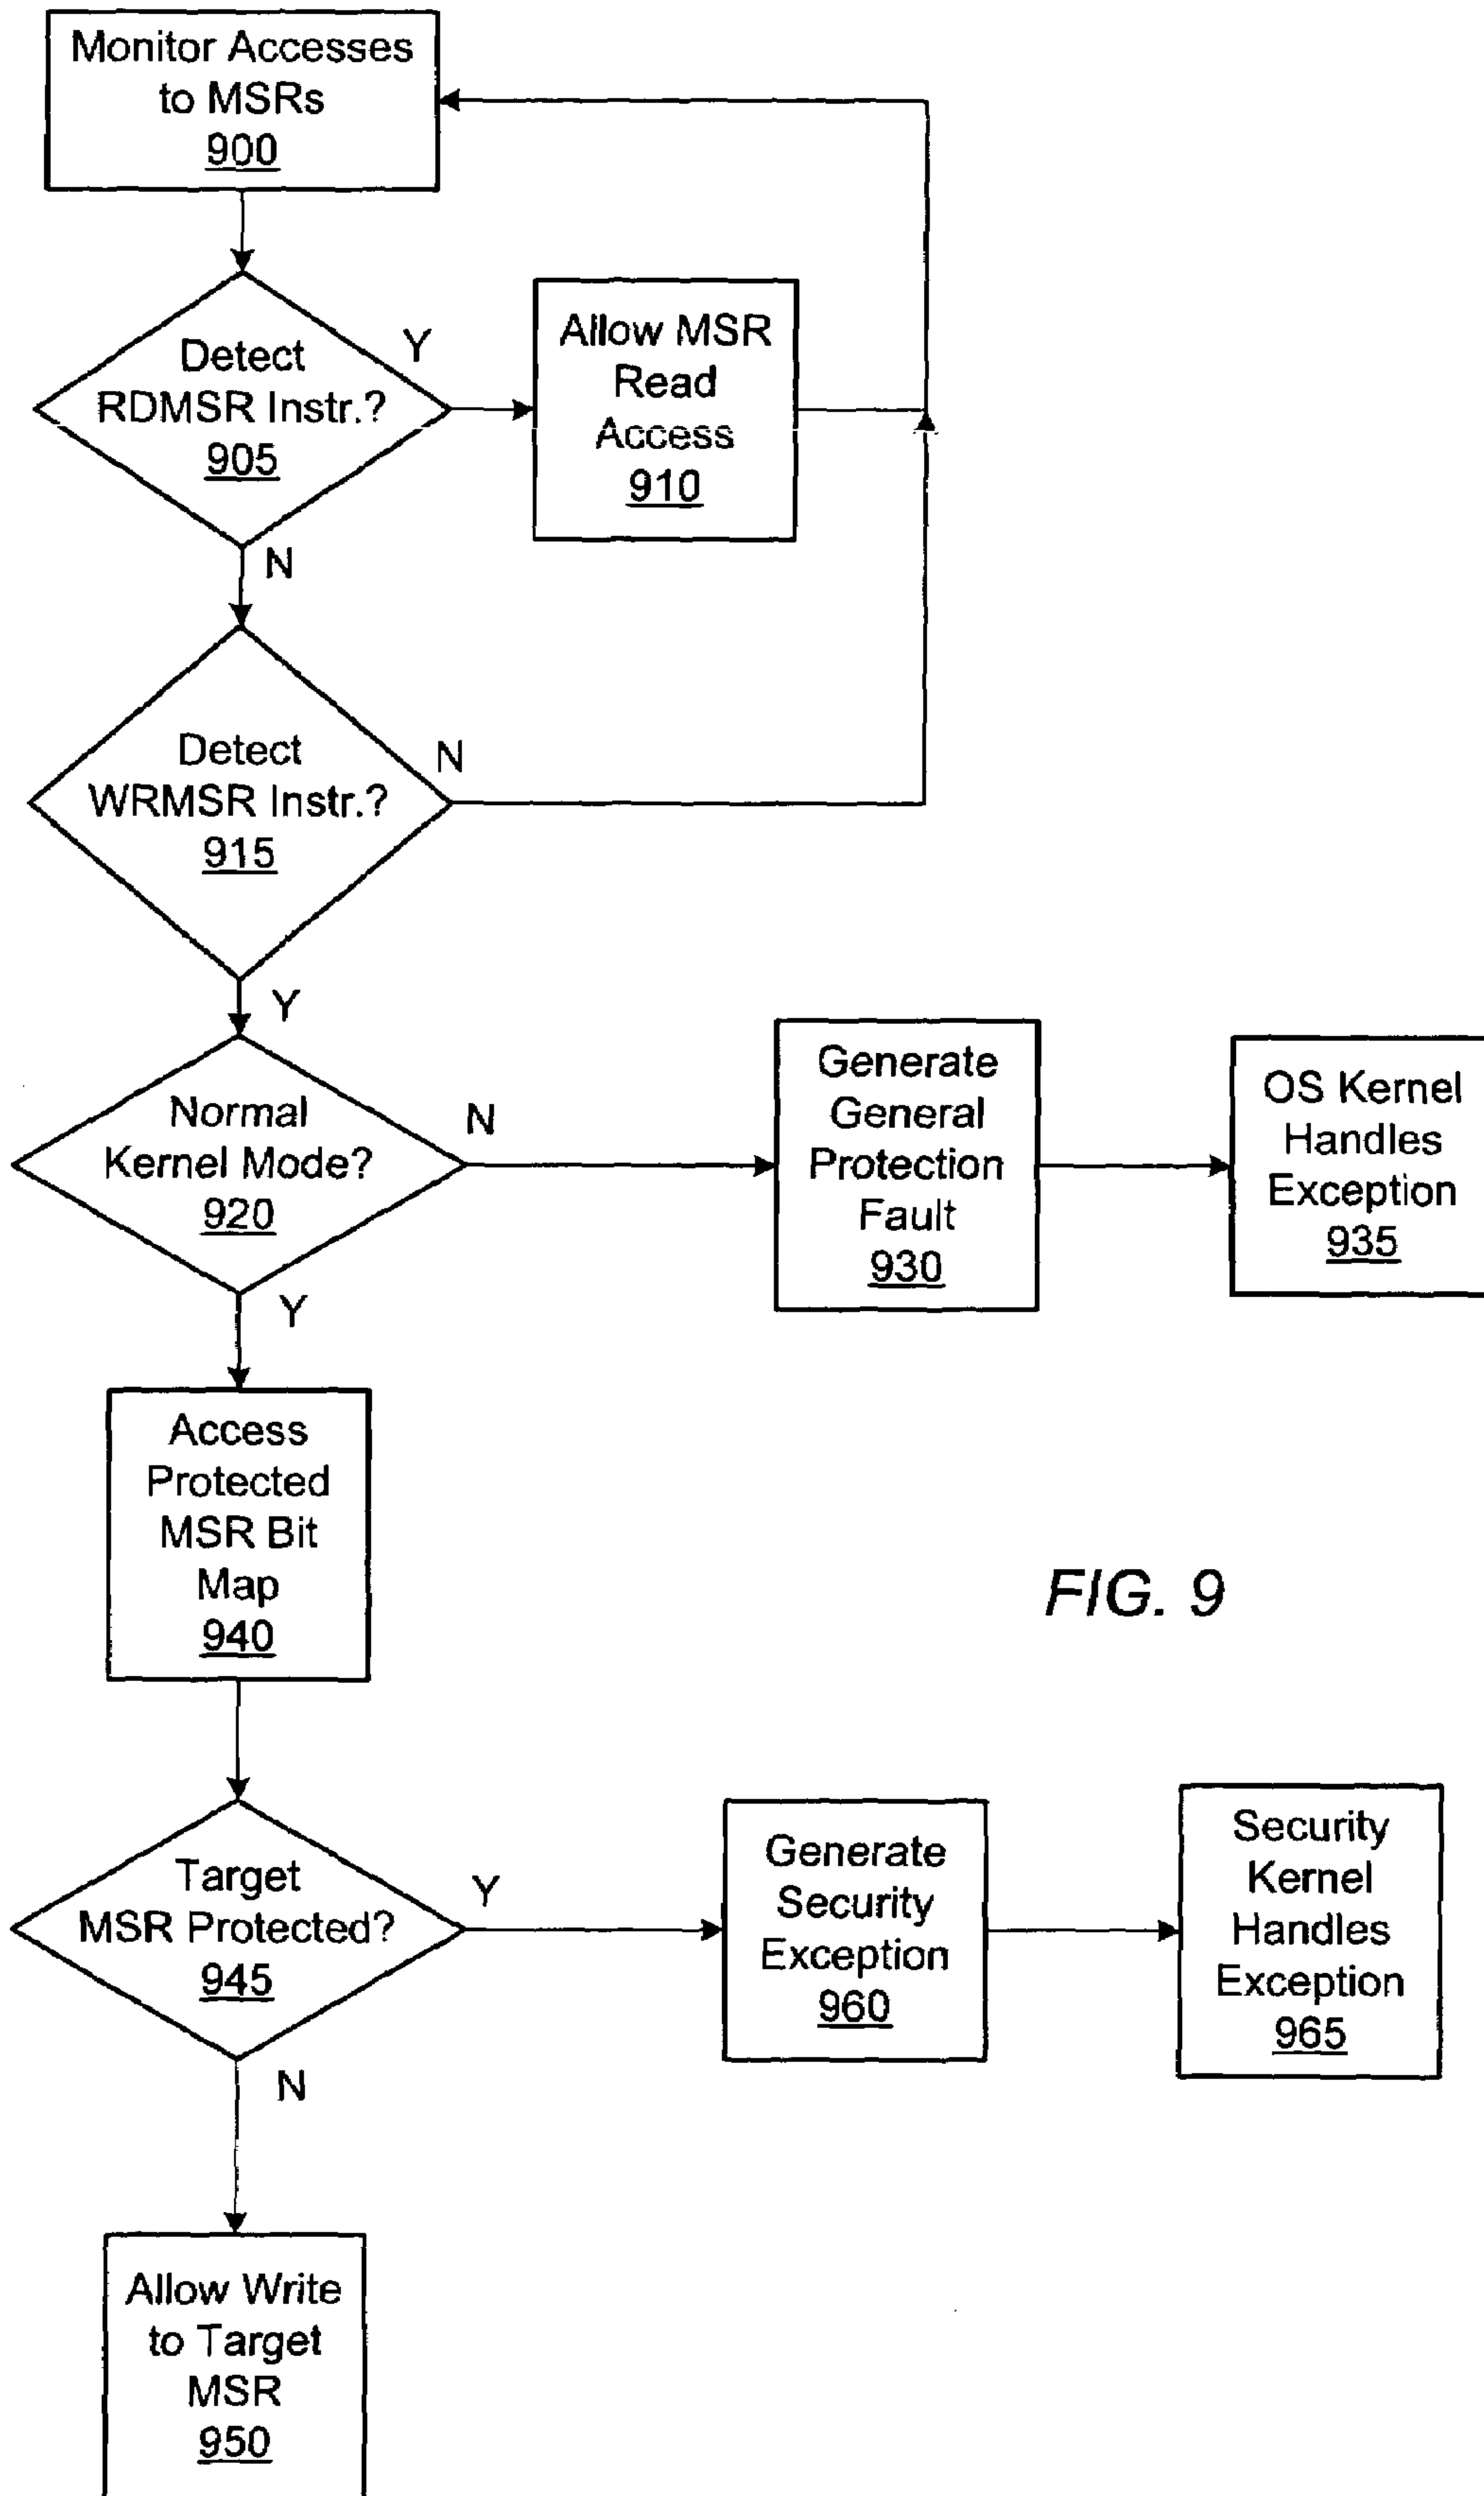 Monitor Accesses
to MSRs
900
Detect
RDMSR Instr.?
905
Y
N
Allow MSR
Read
Access
910
Detect
WRMSR Instr.?
915
N
Y
Normal
Kernel Mode?
920
N
Y
Generate
General
Protection
Fault
930
OS Kernel
Handles
Exception
935
Access
Protected
MSR Bit
Map
940
FIG. 9
Target
MSR Protected?
945
Y
N
Generate
Security
Exception
960
Security
Kernel
Handles
Exception
965
Allow Write
to Target
MSR
950